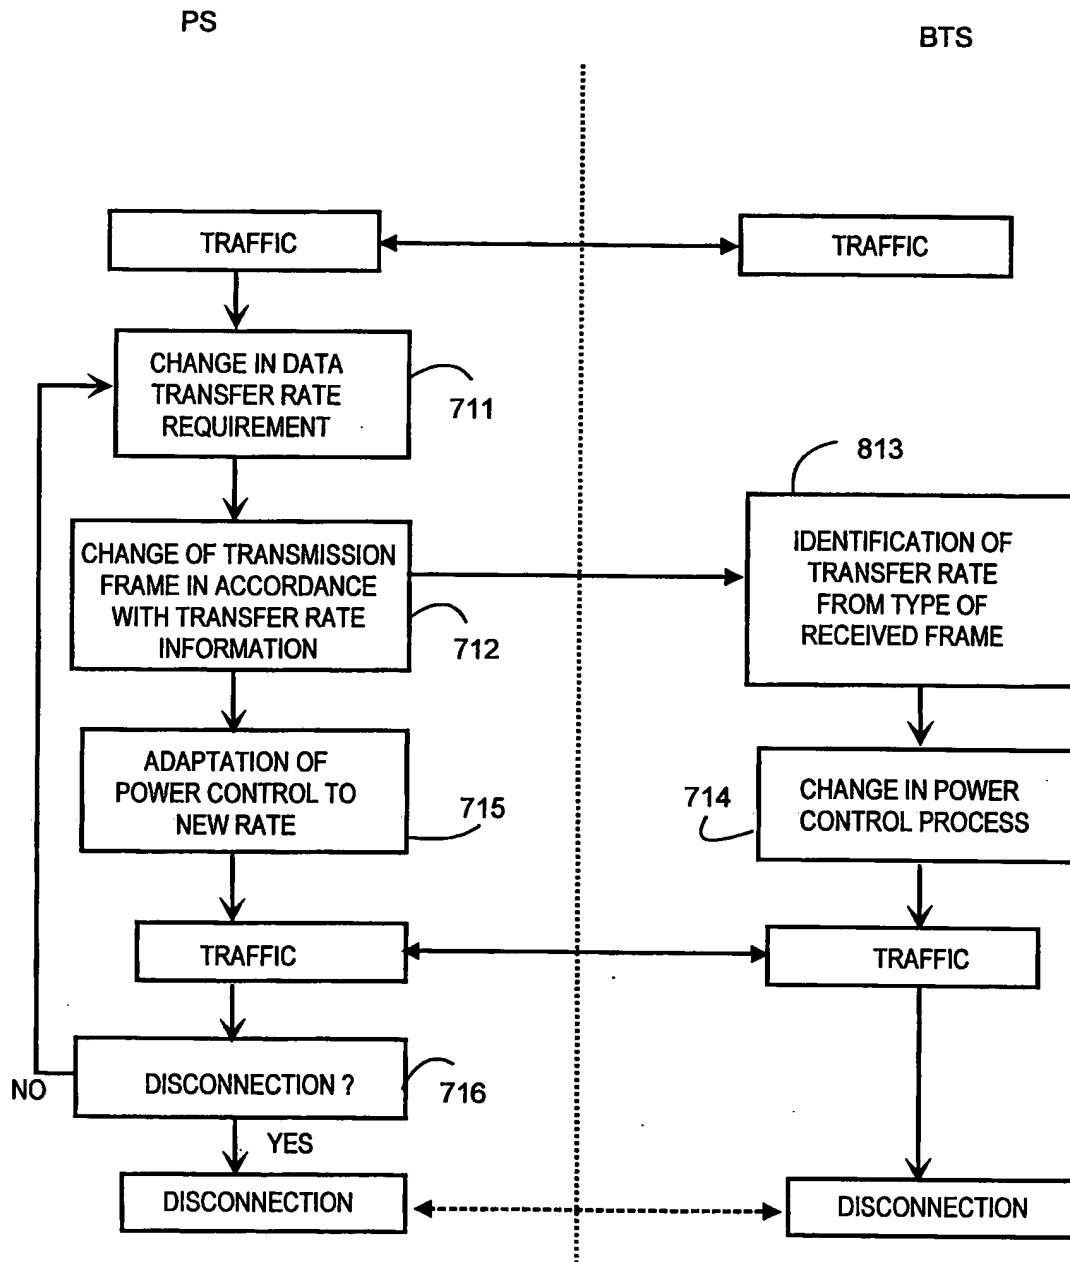 PS
BTS
TRAFFIC
TRAFFIC
CHANGE IN DATA
TRANSFER RATE
REQUIREMENT
711
813
CHANGE OF TRANSMISSION
FRAME IN ACCORDANCE
WITH TRANSFER RATE
INFORMATION
712
IDENTIFICATION OF
TRANSFER RATE
FROM TYPE OF
RECEIVED FRAME
ADAPTATION OF
POWER CONTROL TO
NEW RATE
715
714
CHANGE IN POWER
CONTROL PROCESS
TRAFFIC
TRAFFIC
NO
DISCONNECTION ?
716
YES
DISCONNECTION
DISCONNECTION